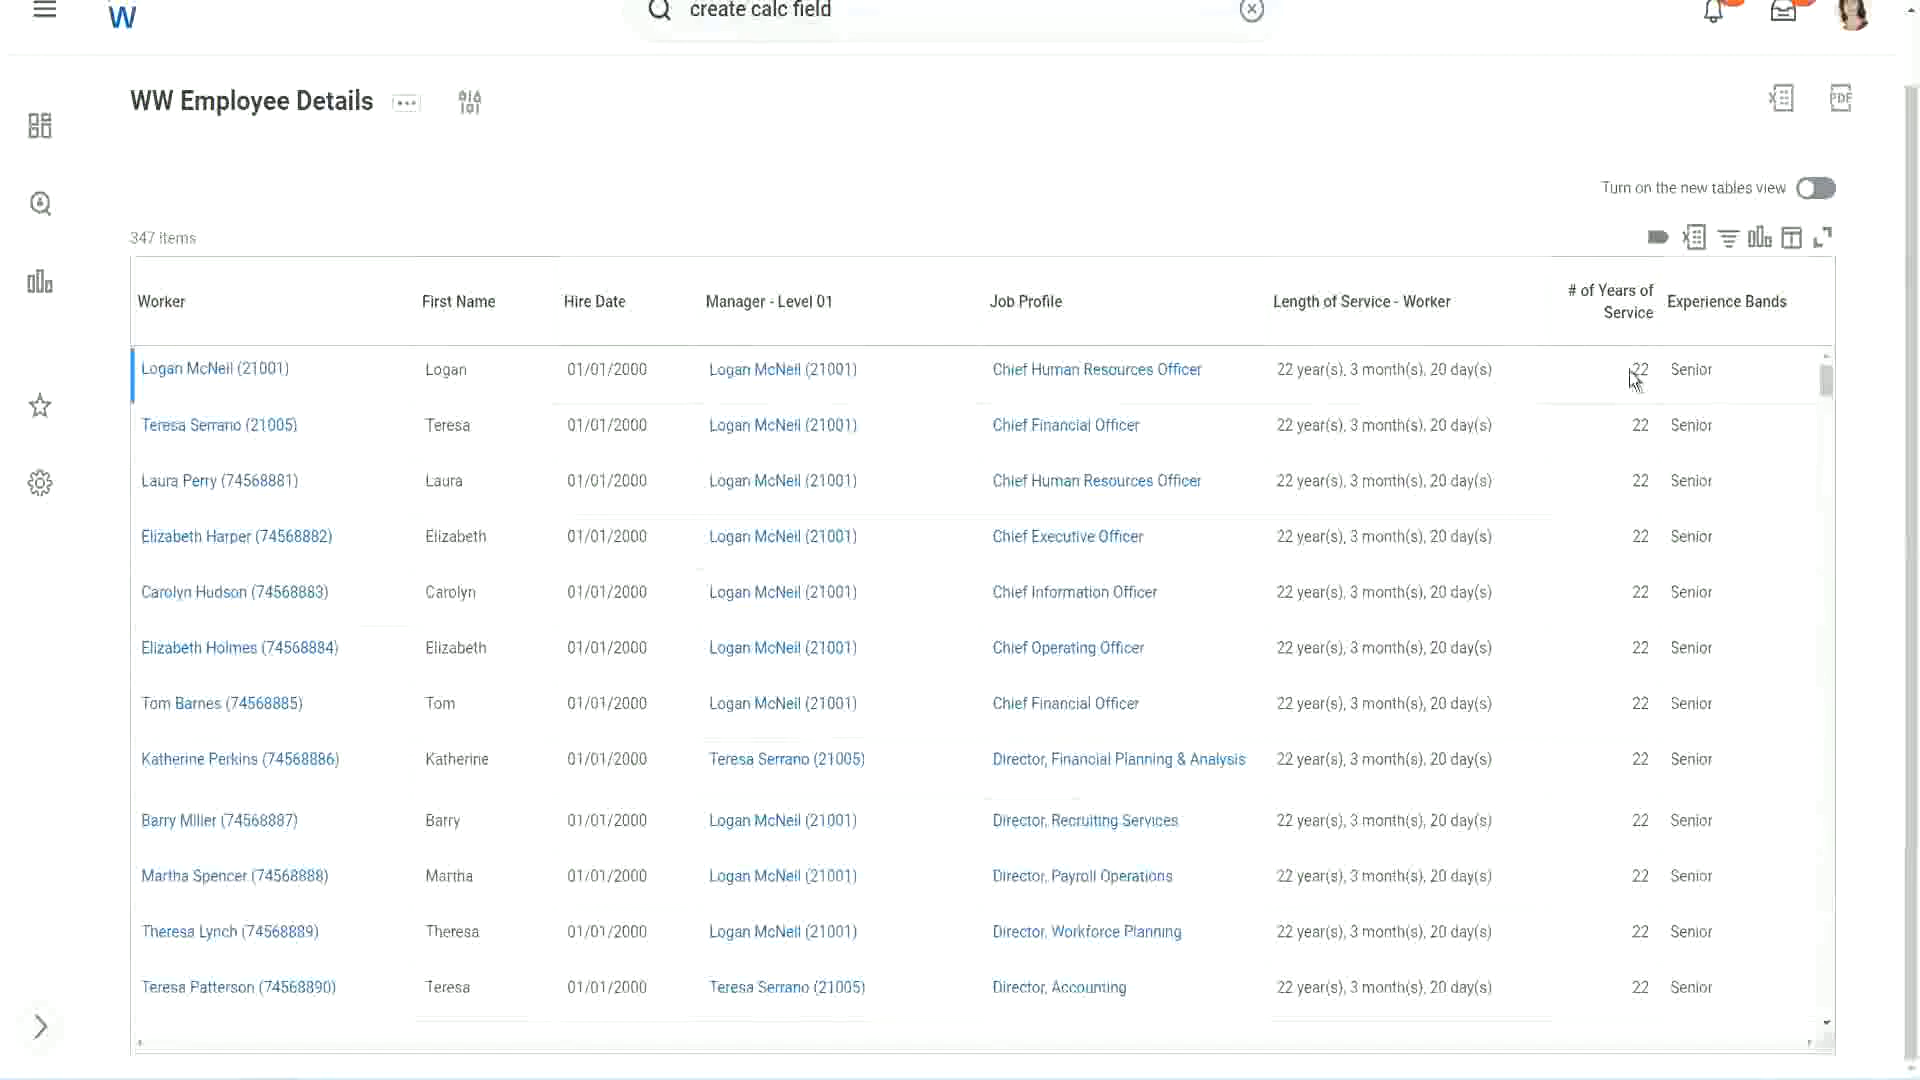 W
create calc field
WW Employee Details
PDF
Turn on the new tables view
347 items
Worker First Name Hire Date Manager - Level 01 Job Profile Length of Service - Worker # of Years of Service Experience Bands
Logan McNeil (21001) Logan 01/01/2000 Logan McNeil (21001) Chief Human Resources Officer 22 year(s), 3 month(s), 20 day(s) 22 Senior
Teresa Serrano (21005) Teresa 01/01/2000 Logan McNeil (21001) Chief Financial Officer 22 year(s), 3 month(s), 20 day(s) 22 Senior
Laura Perry (74568881) Laura 01/01/2000 Logan McNeil (21001) Chief Human Resources Officer 22 year(s), 3 month(s), 20 day(s) 22 Senior
Elizabeth Harper (74568882) Elizabeth 01/01/2000 Logan McNeil (21001) Chief Executive Officer 22 year(s), 3 month(s), 20 day(s) 22 Senior
Carolyn Hudson (74568883) Carolyn 01/01/2000 Logan McNeil (21001) Chief Information Officer 22 year(s), 3 month(s), 20 day(s) 22 Senior
Elizabeth Holmes (74568884) Elizabeth 01/01/2000 Logan McNeil (21001) Chief Operating Officer 22 year(s), 3 month(s), 20 day(s) 22 Senior
Tom Barnes (74568885) Tom 01/01/2000 Logan McNeil (21001) Chief Financial Officer 22 year(s), 3 month(s), 20 day(s) 22 Senior
Katherine Perkins (74568886) Katherine 01/01/2000 Teresa Serrano (21005) Director, Financial Planning & Analysis 22 year(s), 3 month(s), 20 day(s) 22 Senior
Barry Miller (74568887) Barry 01/01/2000 Logan McNeil (21001) Director, Recruiting Services 22 year(s), 3 month(s), 20 day(s) 22 Senior
Martha Spencer (74568888) Martha 01/01/2000 Logan McNeil (21001) Director, Payroll Operations 22 year(s), 3 month(s), 20 day(s) 22 Senior
Theresa Lynch (74568889) Theresa 01/01/2000 Logan McNeil (21001) Director, Workforce Planning 22 year(s), 3 month(s), 20 day(s) 22 Senior
Teresa Patterson (74568890) Teresa 01/01/2000 Teresa Serrano (21005) Director, Accounting 22 year(s), 3 month(s), 20 day(s) 22 Senior